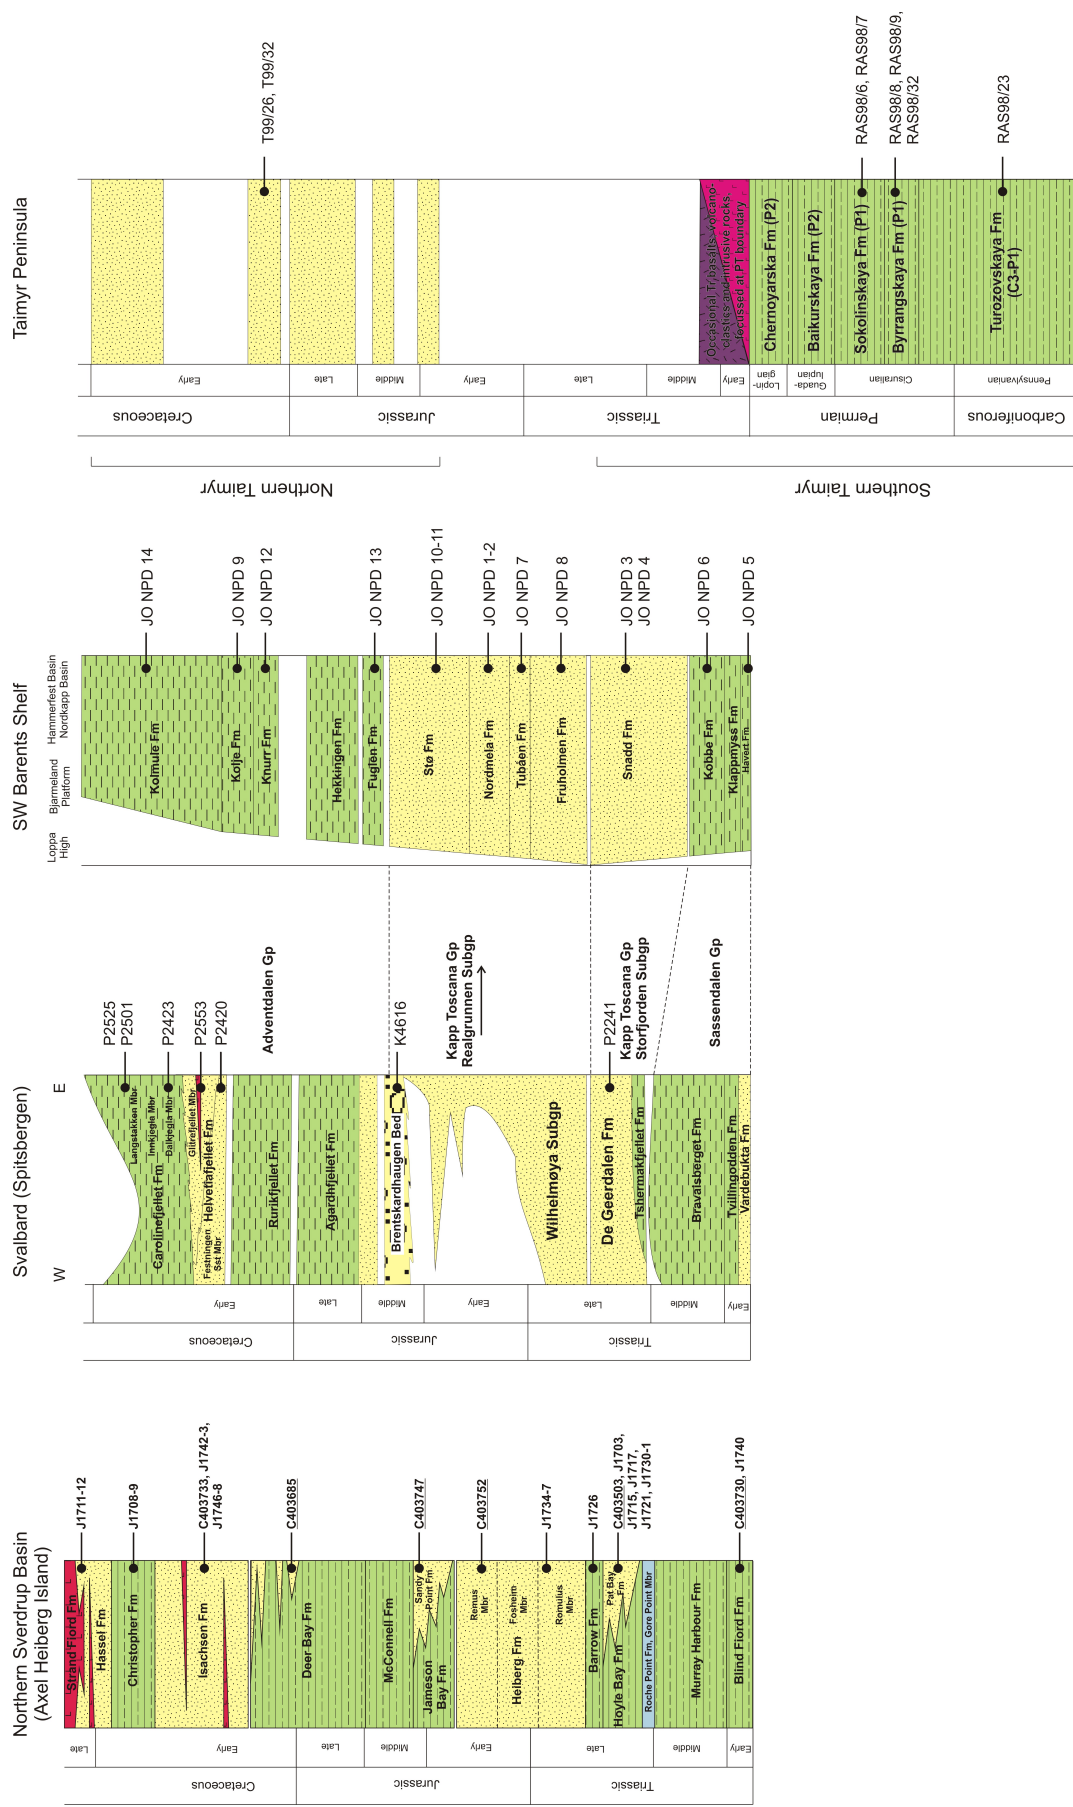 Northern Sverdrup Basin
(Axel Heiberg Island)
Late
Early
Cretaceous
Late
Middle
Early
Jurassic
Late
Middle
Early
Triassic
Strand Fiord Fm
Hassel Fm
Christopher Fm
Isachsen Fm
Deer Bay Fm
McConnell Fm
Jameson
Bay Fm
Sandy
Point Fm
Remus
Mbr
Heiberg Fm
Fosheim
Mbr
Romulus
Mbr
Barrow Fm
Hoyle Bay Fm
Pat Bay
Fm
Roche Point Fm, Gore Point Mbr
Murray Harbour Fm
Blind Fiord Fm
J1711-12
J1708-9
C403733, J1742-3,
J1746-8
C403685
C403747
C403752
J1734-7
J1726
C403503, J1703,
J1715, J1717,
J1721, J1730-1
C403730, J1740
Svalbard (Spitsbergen)
W
E
Early
Cretaceous
Late
Middle
Early
Jurassic
Late
Middle
Early
Triassic
Carolinefjellet Fm
Langstakken Mbr
Innkjegla Mbr
Dalkjegla Mbr
Glitrefjellet Mbr
Festningen
Sst Mbr
Helvetiafjellet Fm
Rurikfjellet Fm
Agardhfjellet Fm
Brentskardhaugen Bed
Wilhelmøya Subgp
De Geerdalen Fm
Tshermakfjellet Fm
Bravaisberget Fm
Tvillingodden Fm
Vardebukta Fm
P2525
P2501
P2423
P2553
P2420
K4616
P2241
Adventdalen Gp
Kapp Toscana Gp
Realgrunnen Subgp
Kapp Toscana Gp
Storfjorden Subgp
Sassendalen Gp
SW Barents Shelf
Loppa
High
Bjarmeland
Platform
Hammerfest Basin
Nordkapp Basin
Kolmule Fm
Kolje Fm
Knurr Fm
Hekkingen Fm
Fuglen Fm
Stø Fm
Nordmela Fm
Tubåen Fm
Fruholmen Fm
Snadd Fm
Kobbe Fm
Klappmyss Fm
Havert Fm
JO NPD 14
JO NPD 9
JO NPD 12
JO NPD 13
JO NPD 10-11
JO NPD 1-2
JO NPD 7
JO NPD 8
JO NPD 3
JO NPD 4
JO NPD 6
JO NPD 5
Taimyr Peninsula
Northern Taimyr
Southern Taimyr
Early
Cretaceous
Late
Middle
Early
Jurassic
Late
Middle
Early
Triassic
Lopin-
gian
Guada-
lupian
Cisuralian
Permian
Pennsylvanian
Carboniferous
Occasional Tr basalts, volcano-
clastics and intrusive rocks.
focussed at PT boundary
Chernoyarska Fm (P2)
Baikurskaya Fm (P2)
Sokolinskaya Fm (P1)
Byrrangskaya Fm (P1)
Turozovskaya Fm
(C3-P1)
T99/26, T99/32
RAS98/6, RAS98/7
RAS98/8, RAS98/9,
RAS98/32
RAS98/23